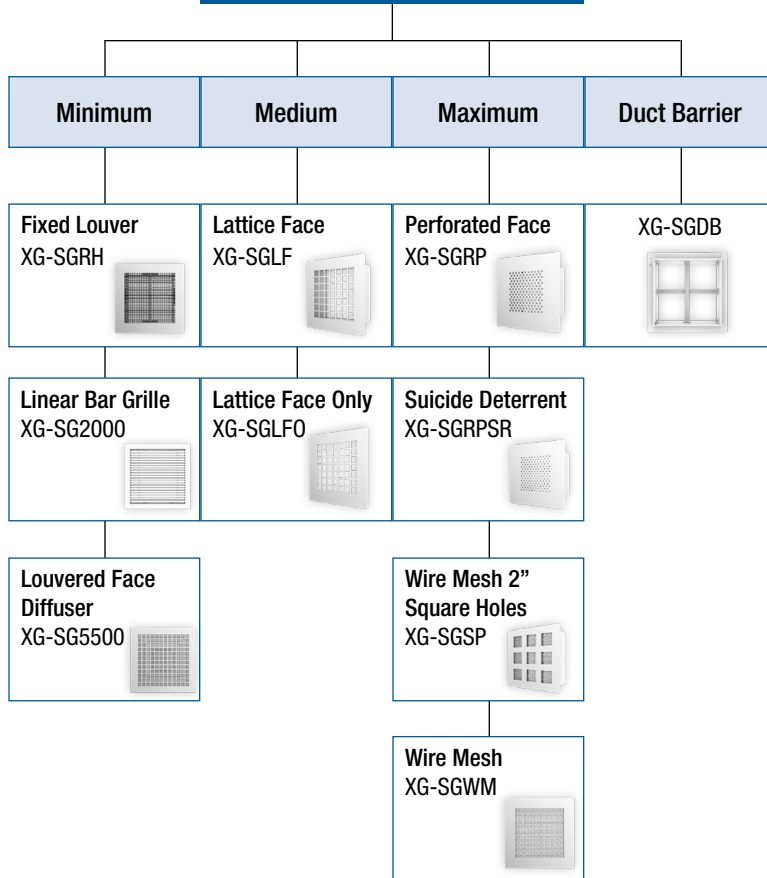 Minimum
Medium
Maximum
Duct Barrier
Fixed Louver
XG-SGRH
Lattice Face
XG-SGLF
Perforated Face
XG-SGRP
XG-SGDB
Linear Bar Grille
XG-SG2000
Lattice Face Only
XG-SGLFO
Suicide Deterrent
XG-SGRPSR
Louvered Face
Diffuser
XG-SG5500
Wire Mesh 2”
Square Holes
XG-SGSP
Wire Mesh
XG-SGWM